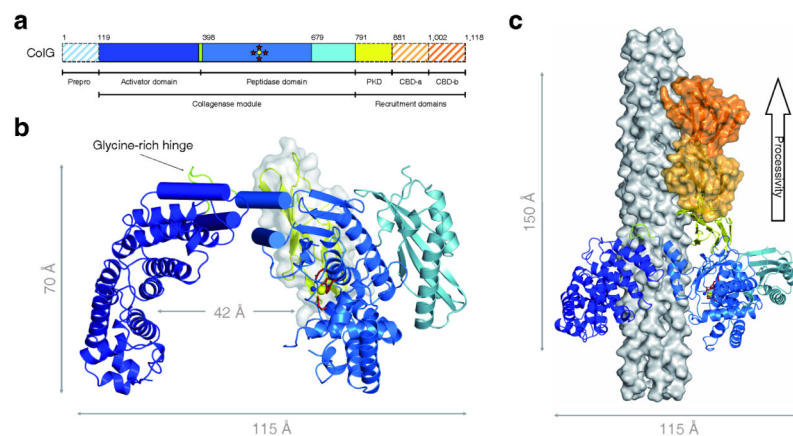 a
1 119 398 679 791 881 1,002 1,118
ColG
Prepro Activator domain Peptidase domain PKD CBD-a CBD-b
Collagenase module Recruitment domains
b
Glycine-rich hinge
70 Å
42 Å
115 Å
c
150 Å
Processivity
115 Å